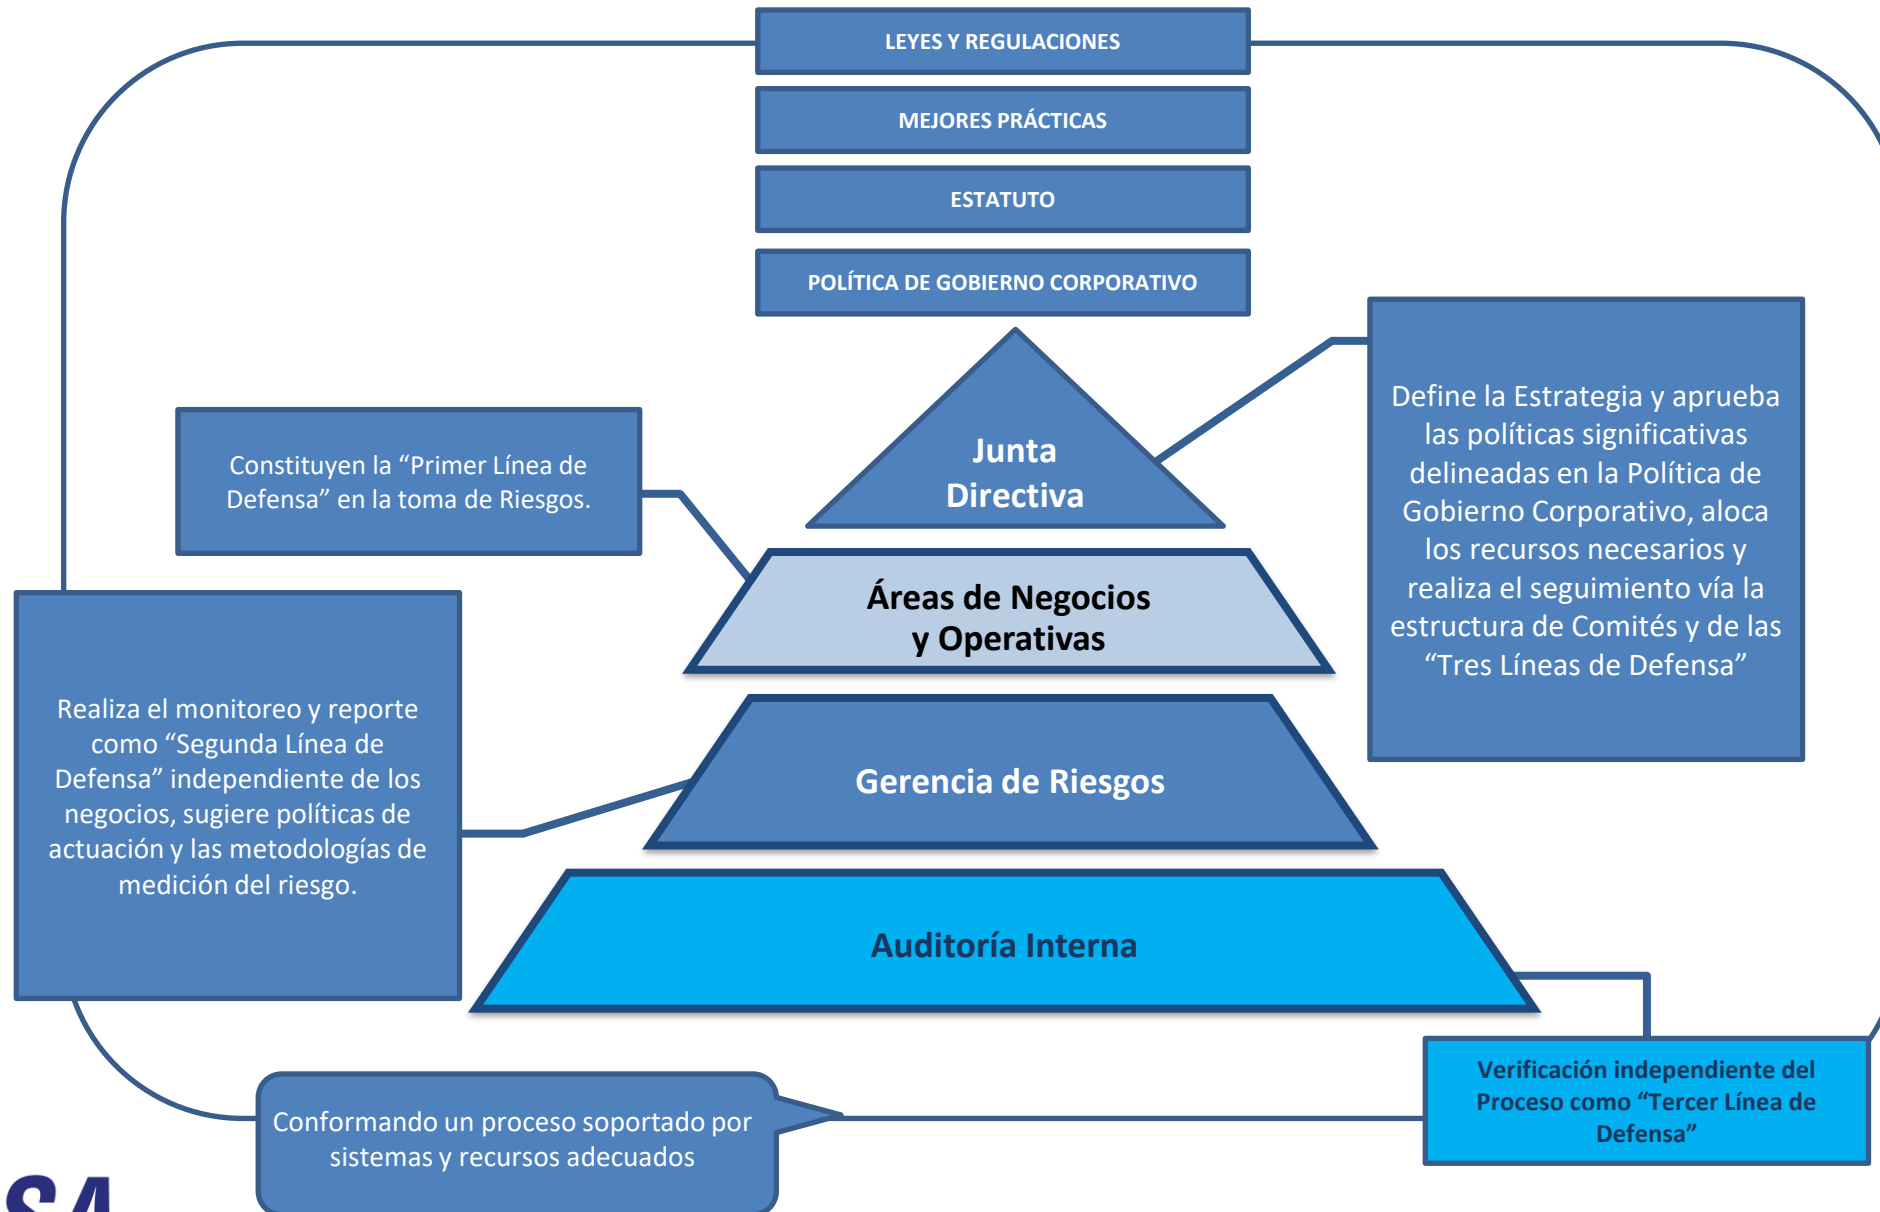 LEYES Y REGULACIONES
MEJORES PRÁCTICAS
ESTATUTO
POLÍTICA DE GOBIERNO CORPORATIVO
Junta
Directiva
Define la Estrategia y aprueba
las políticas significativas
delineadas en la Política de
Gobierno Corporativo, aloca
los recursos necesarios y
realiza el seguimiento vía la
estructura de Comités y de las
“Tres Líneas de Defensa”
Constituyen la “Primer Línea de
Defensa” en la toma de Riesgos.
Áreas de Negocios
y Operativas
Realiza el monitoreo y reporte
como “Segunda Línea de
Defensa” independiente de los
negocios, sugiere políticas de
actuación y las metodologías de
medición del riesgo.
Gerencia de Riesgos
Auditoría Interna
Verificación independiente del
Proceso como “Tercer Línea de
Defensa”
Conformando un proceso soportado por
sistemas y recursos adecuados